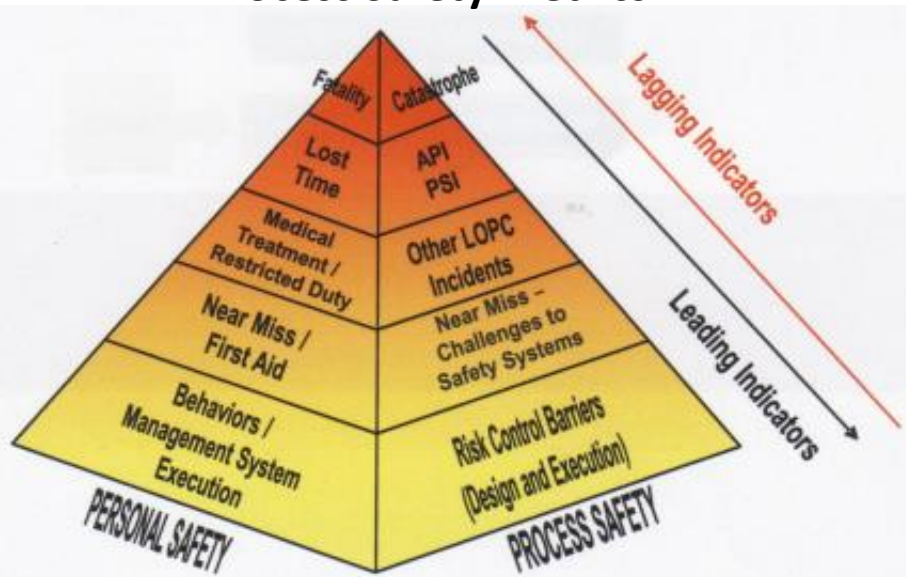 Fatality
Catastrophe
Lost
Time
API
PSI
Medical
Treatment /
Restricted Duty
Other LOPC
Incidents
Near Miss /
First Aid
Near Miss –
Challenges to
Safety Systems
Behaviors /
Management System
Execution
Risk Control Barriers
(Design and Execution)
PERSONAL SAFETY
PROCESS SAFETY
Lagging Indicators
Leading Indicators